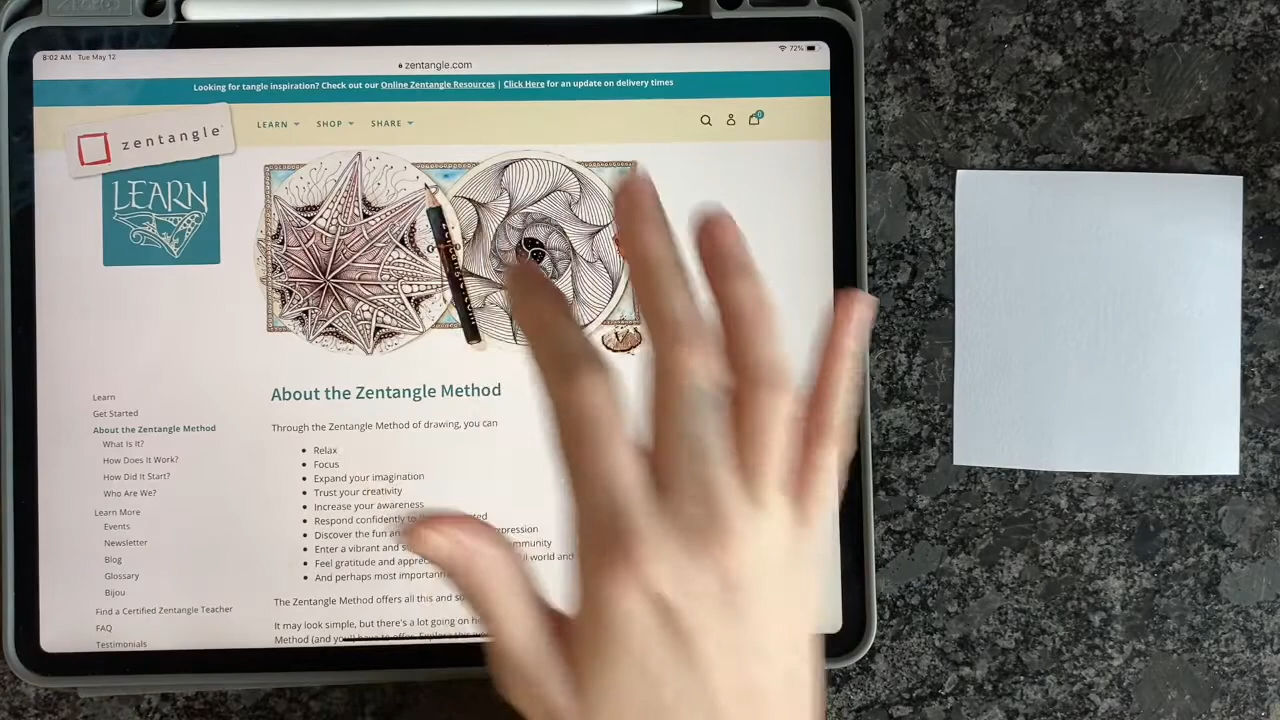 8:02 AM Tue May 12
zentangle.com
72%
Looking for tangle inspiration? Check out our Online Zentangle Resources | Click Here for an update on delivery times
zentangle
LEARN SHOP SHARE
0
LEARN
About the Zentangle Method
Through the Zentangle Method of drawing, you can
Relax
Focus
Expand your imagination
Trust your creativity
Increase your awareness
Respond confidently to
Discover the fun an expression
Enter a vibrant and
Feel gratitude and world and
And perhaps most
The Zentangle Method offers all this and
It may look simple, but there's a lot going on
Method (and
Learn
Get Started
About the Zentangle Method
What Is It?
How Does It Work?
How Did It Start?
Who Are We?
Learn More
Events
Newsletter
Blog
Glossary
Bijou
Find a Certified Zentangle Teacher
FAQ
Testimonials